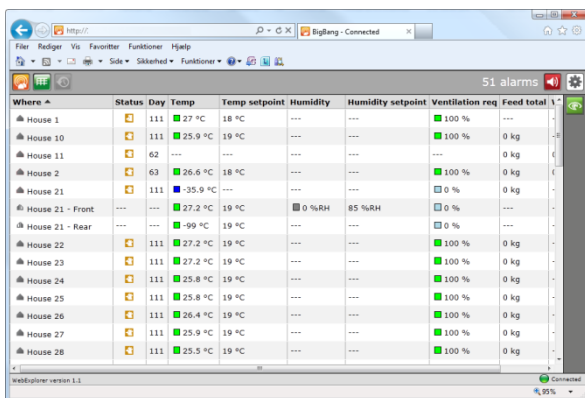 http://:
BigBang - Connected
Filer Rediger Vis Favoritter Funktioner Hjælp
Side Sikkerhed Funktioner
51 alarms
Where Status Day Temp Temp setpoint Humidity Humidity setpoint Ventilation req Feed total
House 1 111 27 °C 18 °C --- --- 100 % ---
House 10 111 25.9 °C 19 °C --- --- 100 % 0 kg
House 11 62 --- --- --- --- --- 0 kg
House 2 63 26.6 °C 18 °C --- --- 100 % 0 kg
House 21 111 -35.9 °C --- --- --- 0 % 0 kg
House 21 - Front --- --- 27.2 °C 19 °C 0 %RH 85 %RH 0 % ---
House 21 - Rear --- --- -99 °C 19 °C --- --- 0 % ---
House 22 111 27.2 °C 19 °C --- --- 100 % 0 kg
House 23 111 27.2 °C 19 °C --- --- 100 % 0 kg
House 24 111 25.8 °C 19 °C --- --- 100 % 0 kg
House 25 111 25.8 °C 19 °C --- --- 100 % 0 kg
House 26 111 26.4 °C 19 °C --- --- 100 % 0 kg
House 27 111 25.9 °C 19 °C --- --- 100 % 0 kg
House 28 111 25.5 °C 19 °C --- --- 100 % 0 kg
WebExplorer version 1.1 Connected
95%